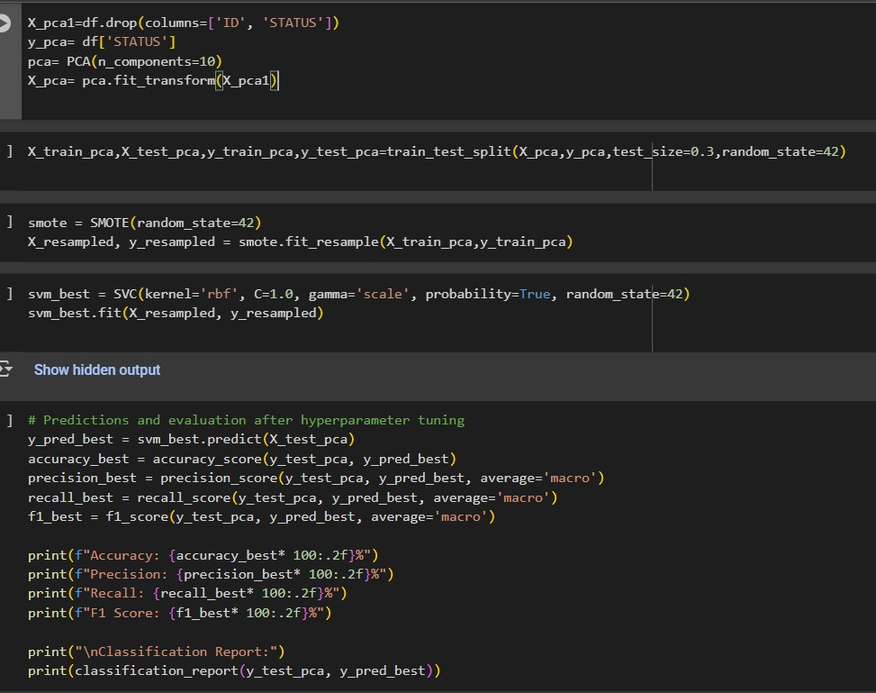 X_pca1=df.drop(columns=['ID', 'STATUS'])
y_pca= df['STATUS']
pca= PCA(n_components=10)
X_pca= pca.fit_transform(X_pca1)
] X_train_pca,X_test_pca,y_train_pca,y_test_pca=train_test_split(X_pca,y_pca,test_size=0.3,random_state=42)
] smote = SMOTE(random_state=42)
X_resampled, y_resampled = smote.fit_resample(X_train_pca,y_train_pca)
] svm_best = SVC(kernel='rbf', C=1.0, gamma='scale', probability=True, random_state=42)
svm_best.fit(X_resampled, y_resampled)
Show hidden output
] # Predictions and evaluation after hyperparameter tuning
y_pred_best = svm_best.predict(X_test_pca)
accuracy_best = accuracy_score(y_test_pca, y_pred_best)
precision_best = precision_score(y_test_pca, y_pred_best, average='macro')
recall_best = recall_score(y_test_pca, y_pred_best, average='macro')
f1_best = f1_score(y_test_pca, y_pred_best, average='macro')
print(f"Accuracy: {accuracy_best* 100:.2f}%")
print(f"Precision: {precision_best* 100:.2f}%")
print(f"Recall: {recall_best* 100:.2f}%")
print(f"F1 Score: {f1_best* 100:.2f}%")
print("\nClassification Report:")
print(classification_report(y_test_pca, y_pred_best))